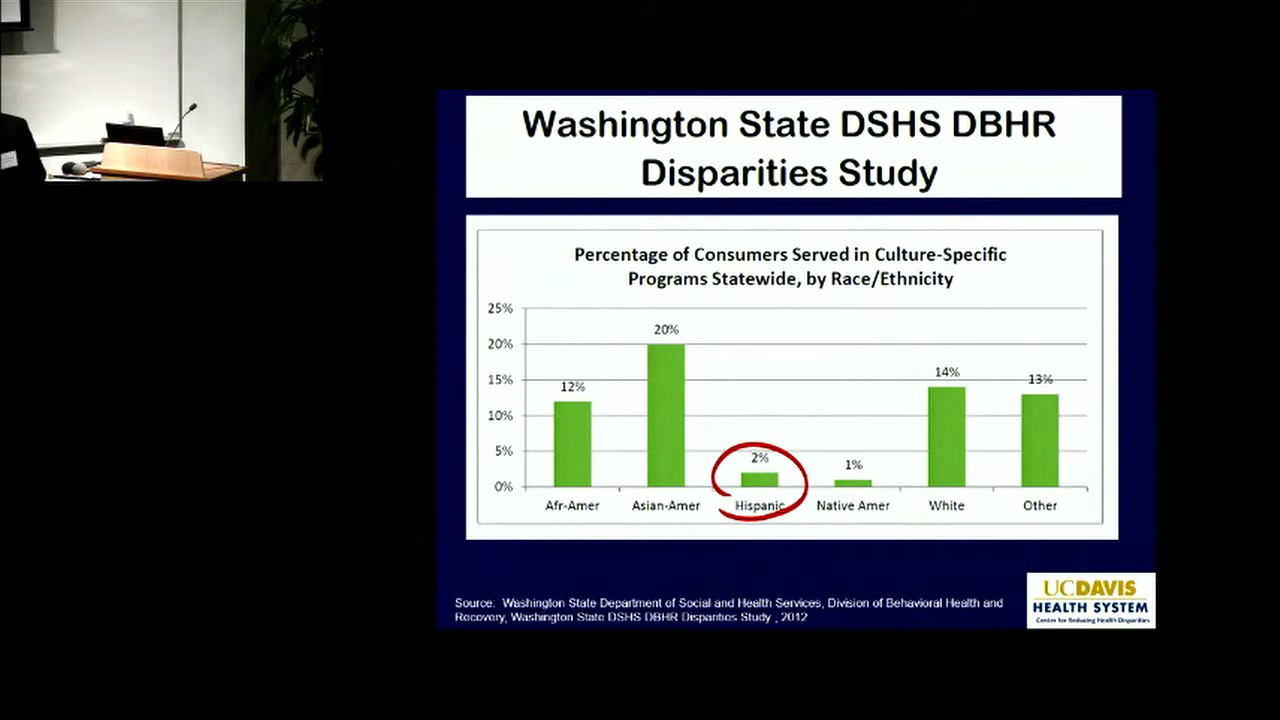 Washington State DSHS DBHR
Disparities Study
Percentage of Consumers Served in Culture-Specific
Programs Statewide, by Race/Ethnicity
25%
20%
15%
10%
5%
0%
12%
20%
2%
1%
14%
13%
Afr-Amer
Asian-Amer
Hispanic
Native Amer
White
Other
Source: Washington State Department of Social and Health Services, Division of Behavioral Health and
Recovery, Washington State DSHS DBHR Disparities Study , 2012
UCDAVIS
HEALTH SYSTEM
Center for Reducing Health Disparities